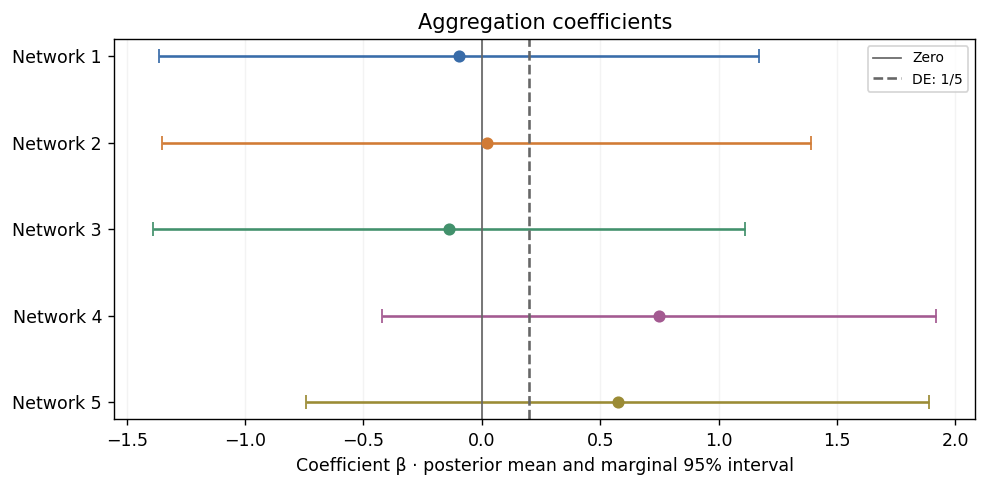 Aggregation coefficients
Network 1
Network 2
Network 3
Network 4
Network 5
Zero
DE: 1/5
−1.5 −1.0 −0.5 0.0 0.5 1.0 1.5 2.0
Coefficient β · posterior mean and marginal 95% interval